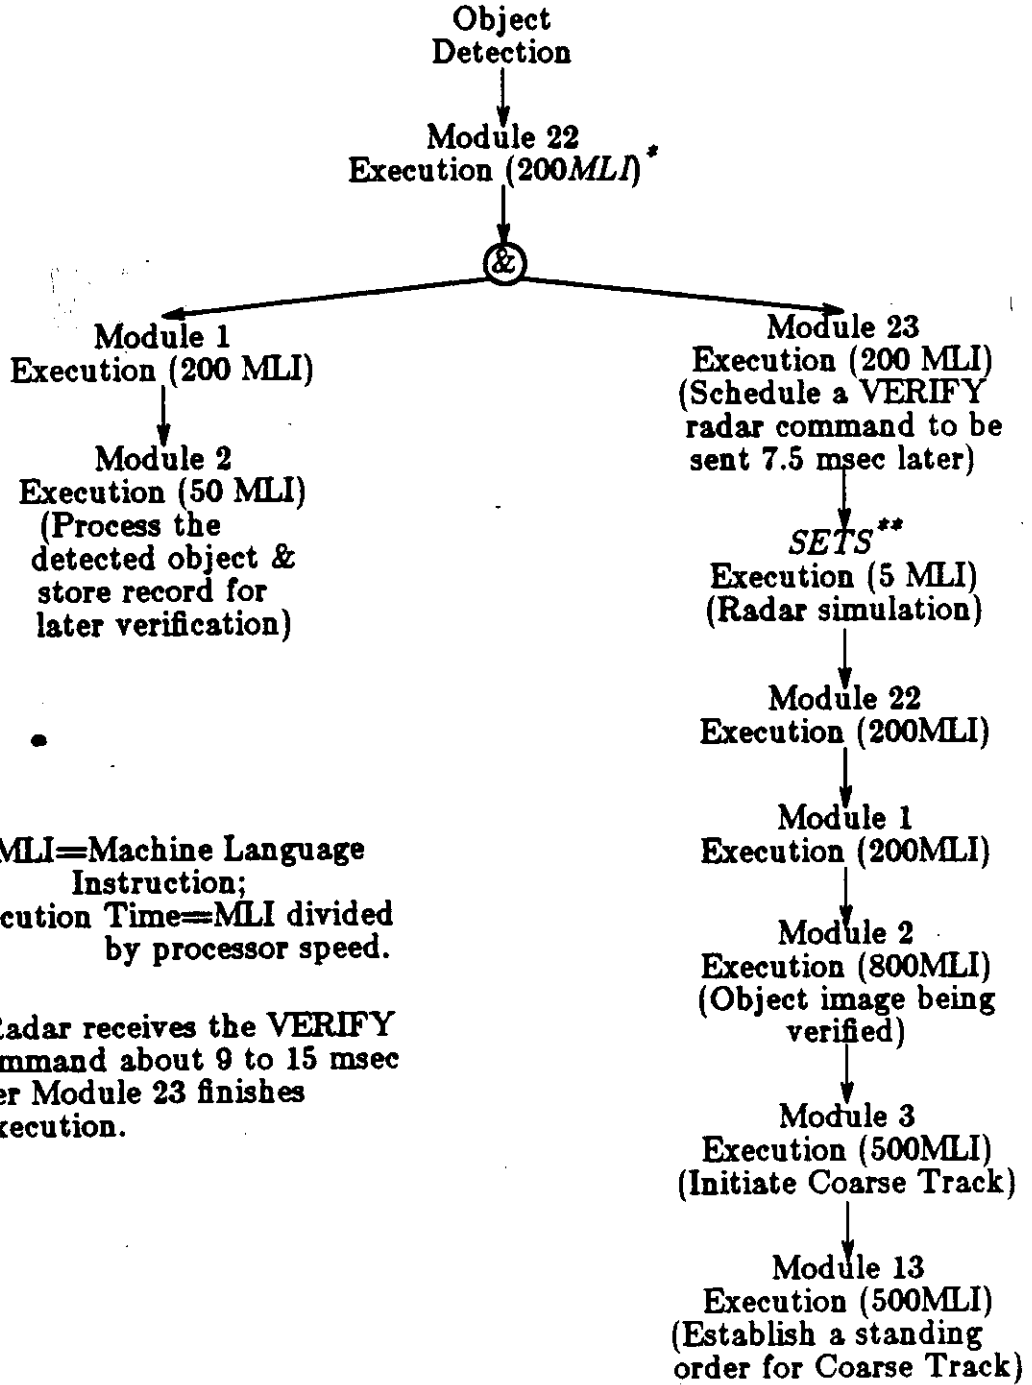 Object
Detection
Module 22
Execution (200MLI)*
&
Module 1
Execution (200 MLI)
Module 2
Execution (50 MLI)
(Process the
detected object &
store record for
later verification)
Module 23
Execution (200 MLI)
(Schedule a VERIFY
radar command to be
sent 7.5 msec later)
SETS**
Execution (5 MLI)
(Radar simulation)
Module 22
Execution (200MLI)
Module 1
Execution (200MLI)
Module 2
Execution (800MLI)
(Object image being
verified)
Module 3
Execution (500MLI)
(Initiate Coarse Track)
Module 13
Execution (500MLI)
(Establish a standing
order for Coarse Track)
MLI=Machine Language
Instruction;
cution Time=MLI divided
by processor speed.
Radar receives the VERIFY
mmand about 9 to 15 msec
er Module 23 finishes
xecution.